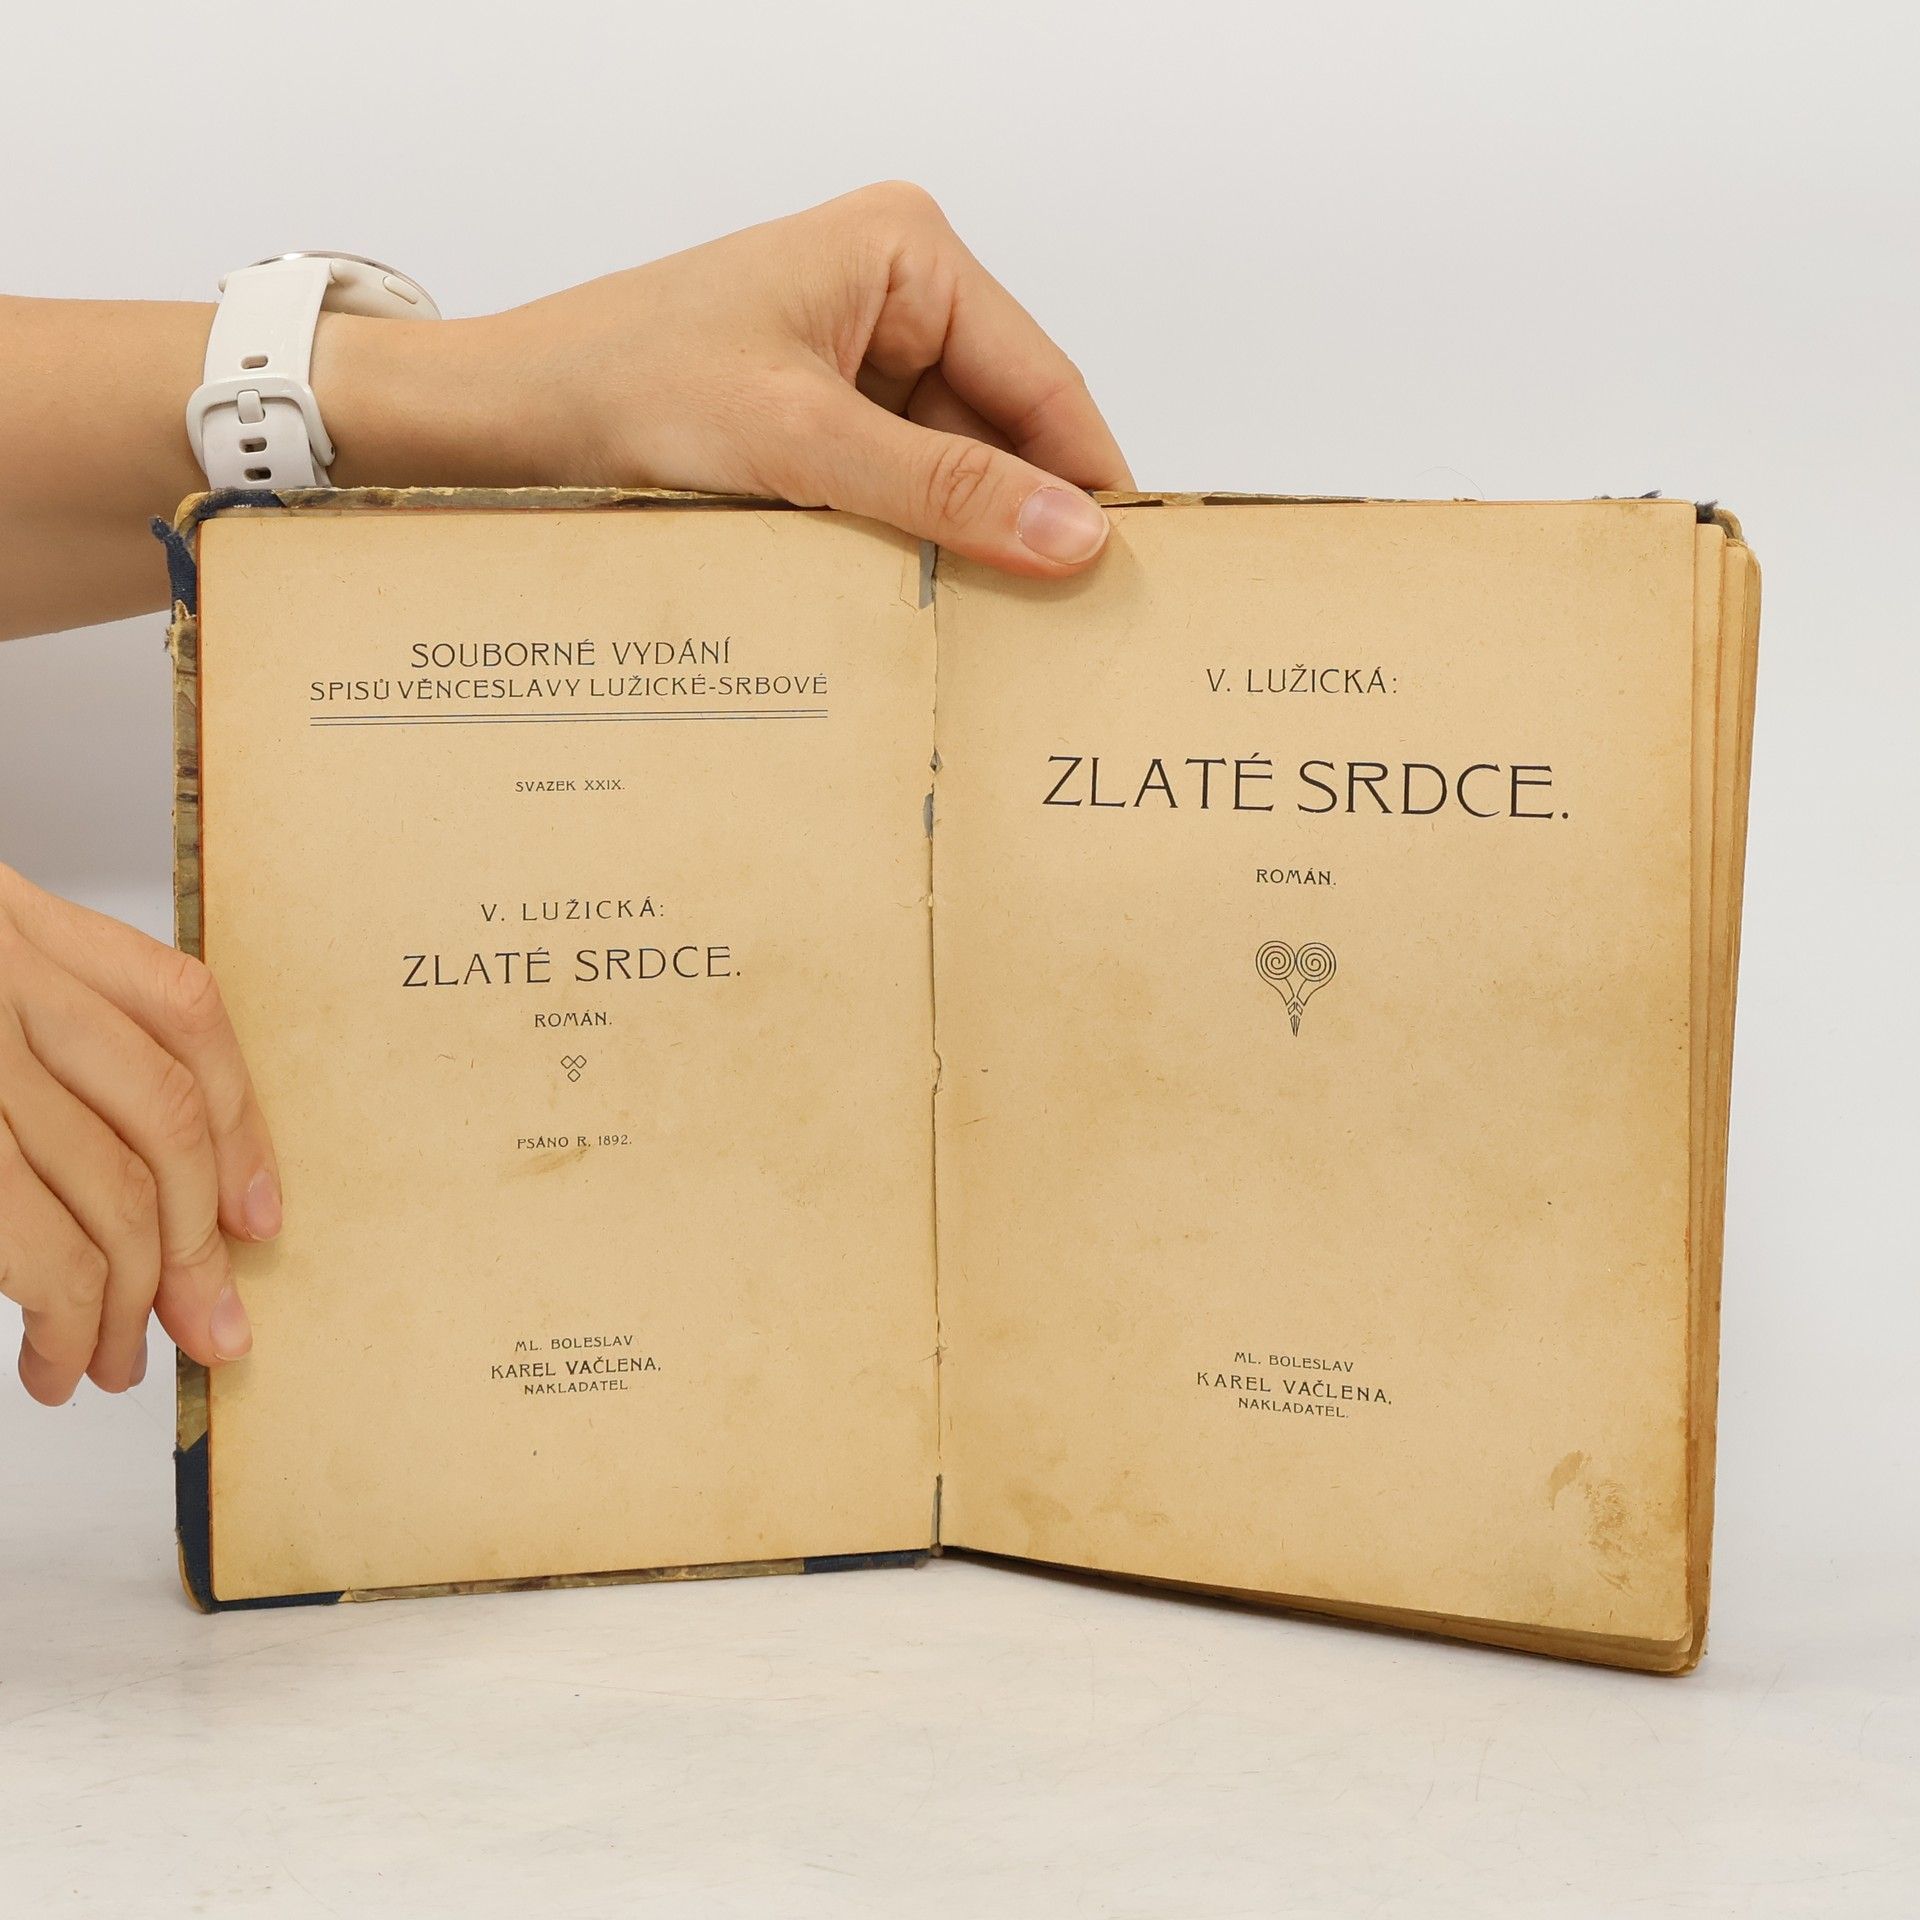 SOUBORNÉ VYDÁNÍ
SPISŮ VĚNCESLAVY LUŽICKÉ-SRBOVÉ
SVAZEK XXIX.
V. LUŽICKÁ:
ZLATÉ SRDCE.
ROMÁN.
PSÁNO R. 1892.
ML. BOLESLAV
KAREL VAČLENA,
NAKLADATEL.
V. LUŽICKÁ:
ZLATÉ SRDCE.
ROMÁN.
ML. BOLESLAV
KAREL VAČLENA,
NAKLADATEL.